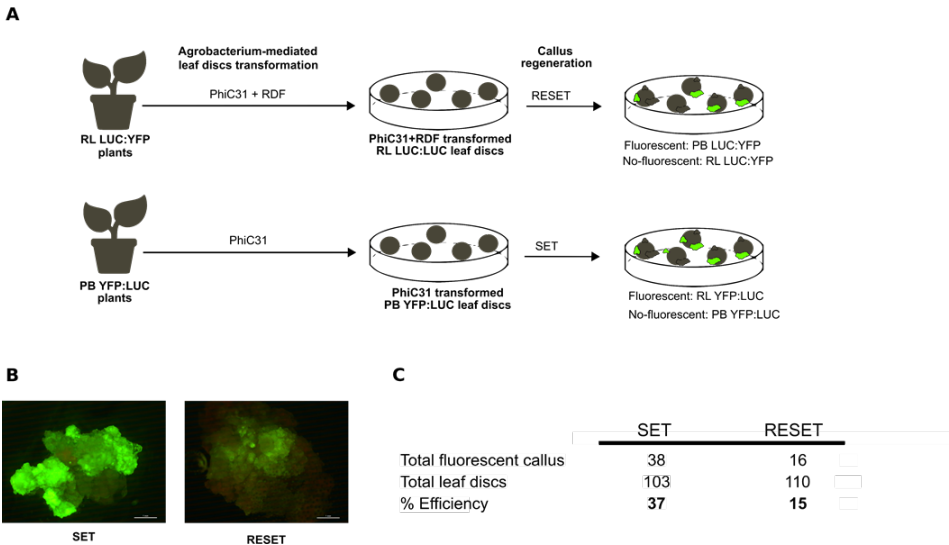 A
Agrobacterium-mediated
leaf discs transformation
PhiC31 + RDF
RL LUC:YFP
plants
PhiC31+RDF transformed
RL LUC:LUC leaf discs
Callus
regeneration
RESET
Fluorescent: PB LUC:YFP
No-fluorescent: RL LUC:YFP
PhiC31
PB YFP:LUC
plants
PhiC31 transformed
PB YFP:LUC leaf discs
SET
Fluorescent: RL YFP:LUC
No-fluorescent: PB YFP:LUC
B
SET
RESET
C
SET RESET
Total fluorescent callus 38 16
Total leaf discs 103 110
% Efficiency 37 15